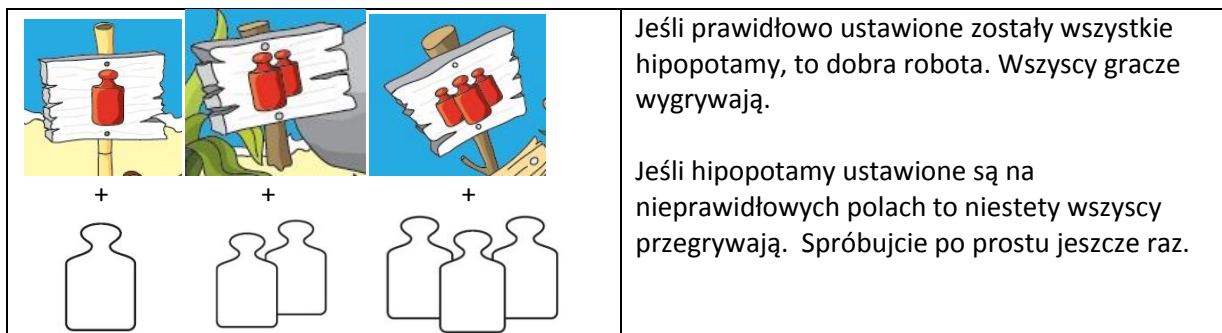 Jeśli prawidłowo ustawione zostały wszystkie
hipopotamy, to dobra robota. Wszyscy gracze
wygrywają.
Jeśli hipopotamy ustawione są na
nieprawidłowych polach to niestety wszyscy
przegrywają. Spróbujcie po prostu jeszcze raz.
+ + +